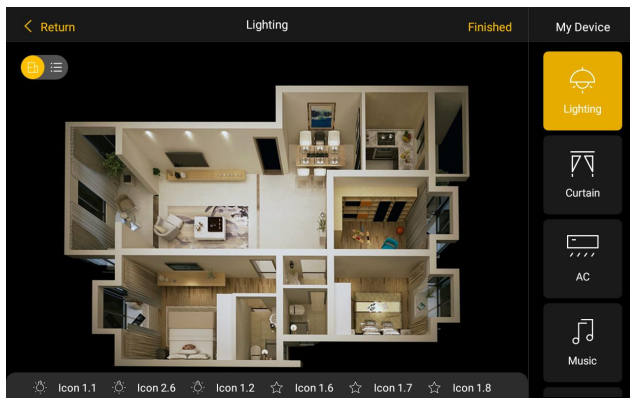 Return
Lighting
Finished
My Device
Lighting
Curtain
AC
Music
Icon 1.1 Icon 2.6 Icon 1.2 Icon 1.6 Icon 1.7 Icon 1.8